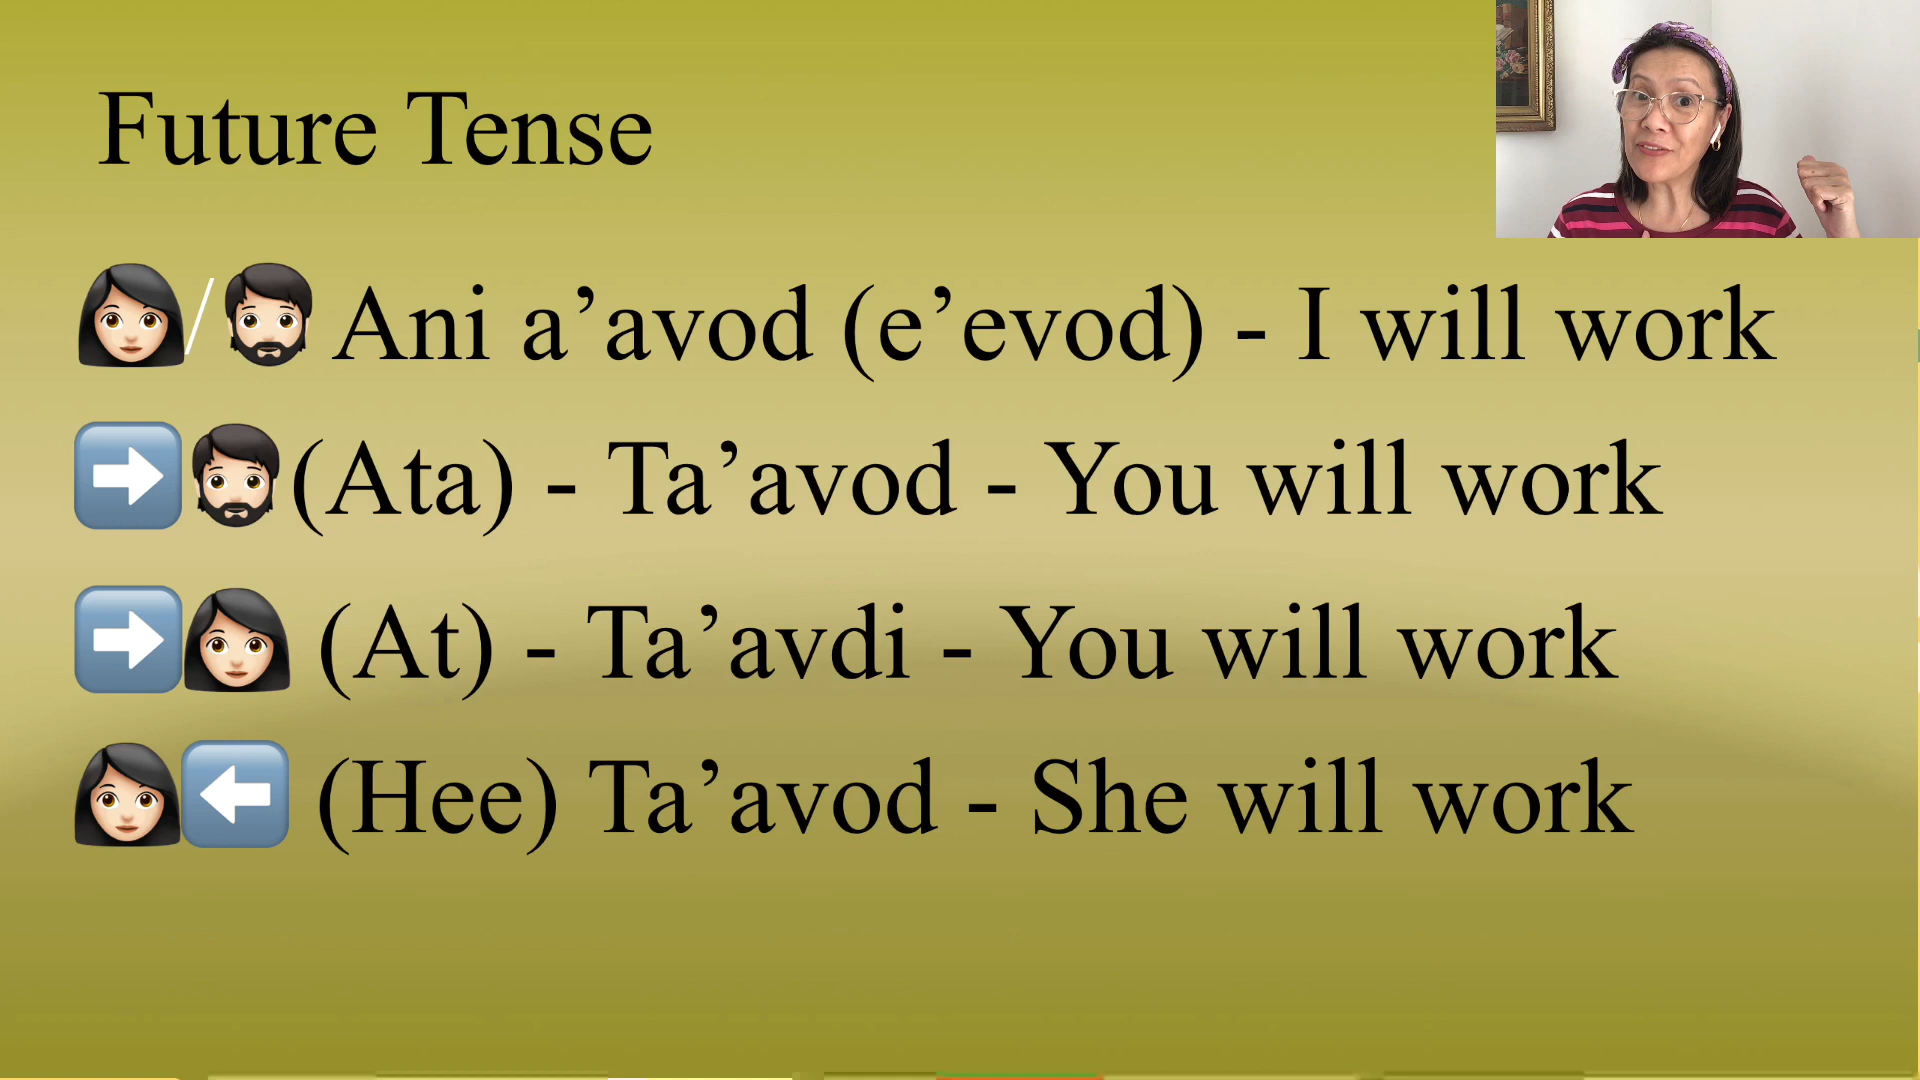 Future Tense
/ Ani a’avod (e’evod) - I will work
(Ata) - Ta’avod - You will work
(At) - Ta’avdi - You will work
(Hee) Ta’avod - She will work